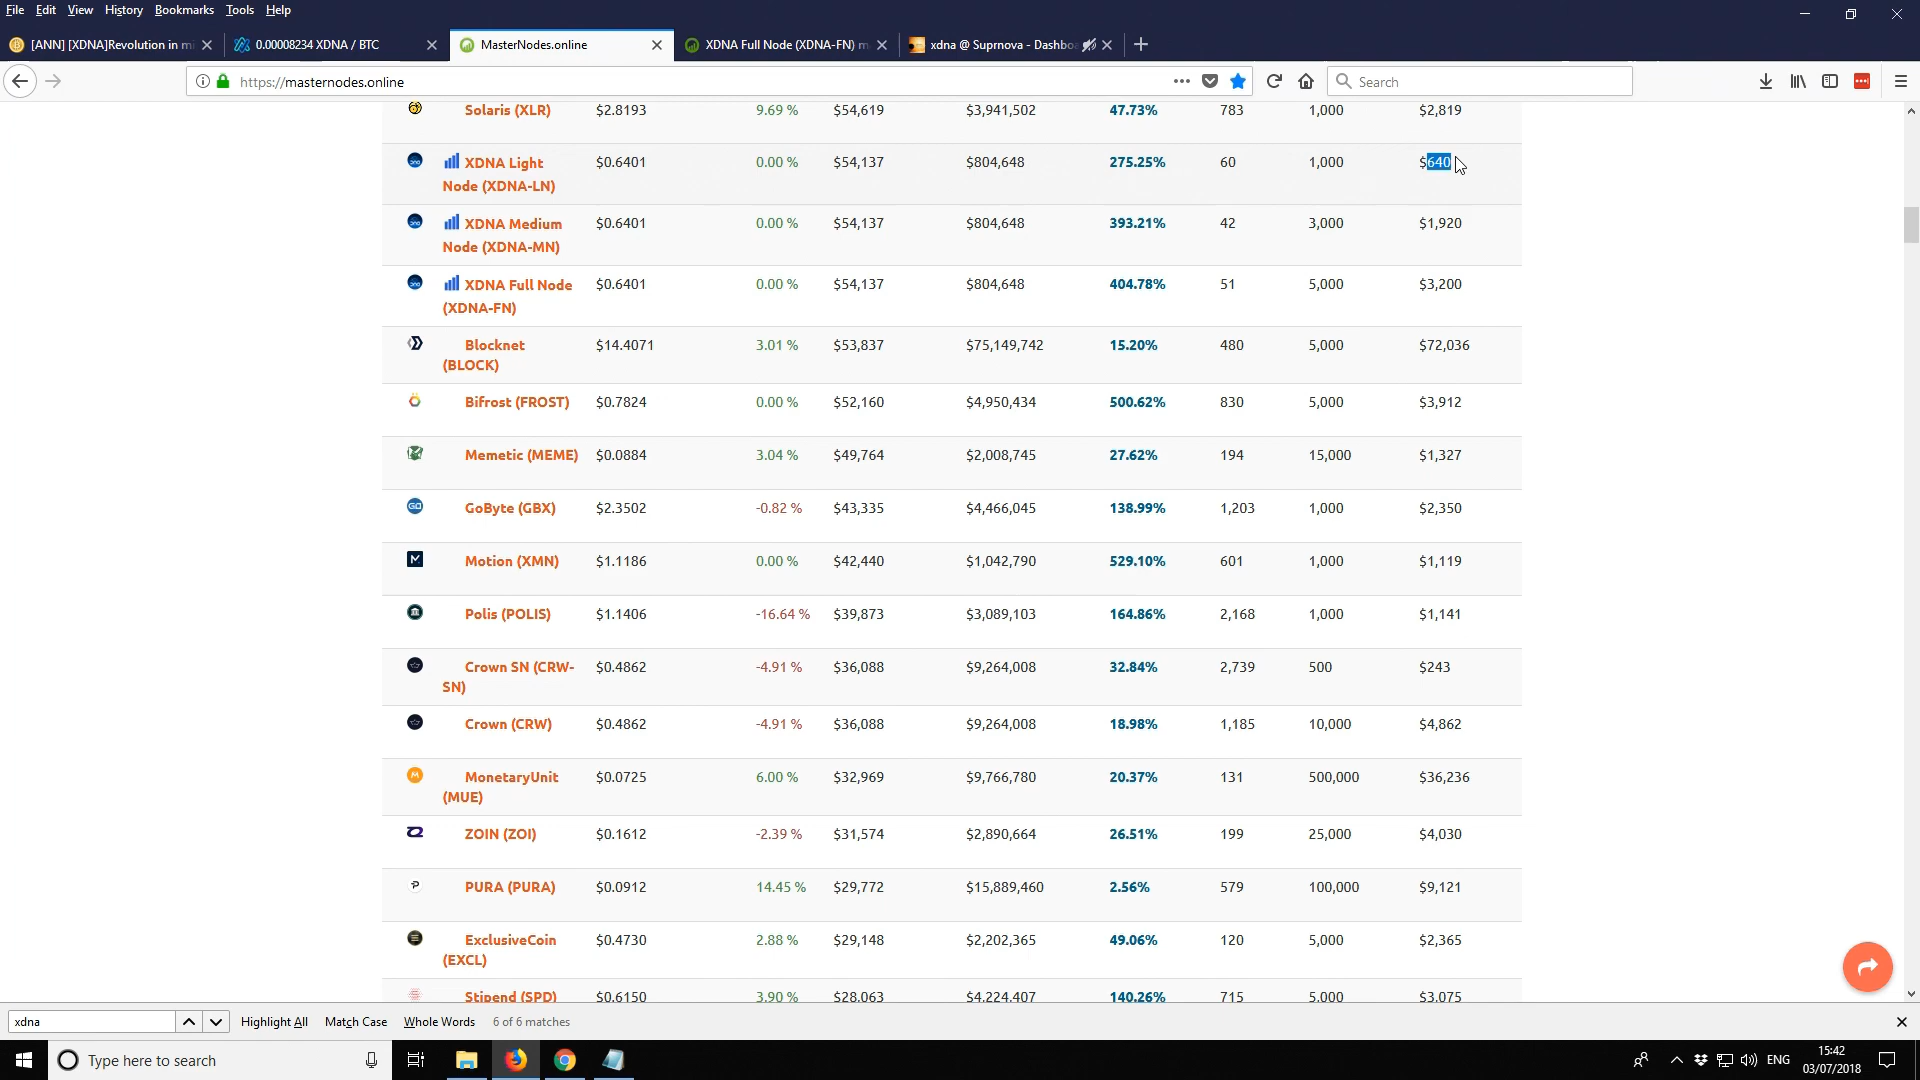 File Edit View History Bookmarks Tools Help
[ANN] [XDNA]Revolution in mi
0.00008234 XDNA / BTC
MasterNodes.online
XDNA Full Node (XDNA-FN) m
xdna @ Suprnova - Dashboa
https://masternodes.online
Search
Solaris (XLR) $2.8193 9.69 % $54,619 $3,941,502 47.73% 783 1,000 $2,819
XDNA Light $0.6401 0.00 % $54,137 $804,648 275.25% 60 1,000 $640
Node (XDNA-LN)
XDNA Medium $0.6401 0.00 % $54,137 $804,648 393.21% 42 3,000 $1,920
Node (XDNA-MN)
XDNA Full Node $0.6401 0.00 % $54,137 $804,648 404.78% 51 5,000 $3,200
(XDNA-FN)
Blocknet $14.4071 3.01 % $53,837 $75,149,742 15.20% 480 5,000 $72,036
(BLOCK)
Bifrost (FROST) $0.7824 0.00 % $52,160 $4,950,434 500.62% 830 5,000 $3,912
Memetic (MEME) $0.0884 3.04 % $49,764 $2,008,745 27.62% 194 15,000 $1,327
GoByte (GBX) $2.3502 -0.82 % $43,335 $4,466,045 138.99% 1,203 1,000 $2,350
Motion (XMN) $1.1186 0.00 % $42,440 $1,042,790 529.10% 601 1,000 $1,119
Polis (POLIS) $1.1406 -16.64 % $39,873 $3,089,103 164.86% 2,168 1,000 $1,141
Crown SN (CRW- $0.4862 -4.91 % $36,088 $9,264,008 32.84% 2,739 500 $243
SN)
Crown (CRW) $0.4862 -4.91 % $36,088 $9,264,008 18.98% 1,185 10,000 $4,862
MonetaryUnit $0.0725 6.00 % $32,969 $9,766,780 20.37% 131 500,000 $36,236
(MUE)
ZOIN (ZOI) $0.1612 -2.39 % $31,574 $2,890,664 26.51% 199 25,000 $4,030
PURA (PURA) $0.0912 14.45 % $29,772 $15,889,460 2.56% 579 100,000 $9,121
ExclusiveCoin $0.4730 2.88 % $29,148 $2,202,365 49.06% 120 5,000 $2,365
(EXCL)
Stipend (SPD) $0.6150 3.90 % $28,063 $4,224,407 140.26% 715 5,000 $3,075
xdna Highlight All Match Case Whole Words 6 of 6 matches
Type here to search
ENG
15:42
03/07/2018